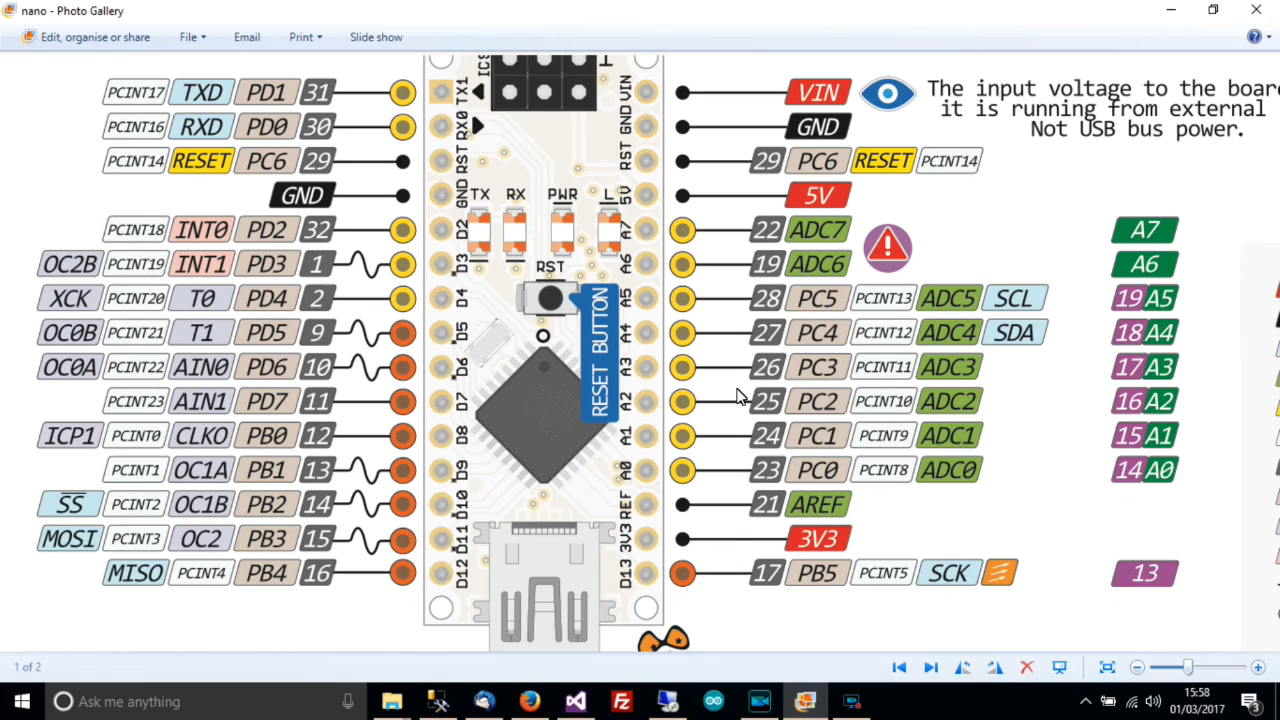 nano - Photo Gallery
Edit, organise or share File Email Print Slide show
PCINT17 TXD PD1 31 TX1 VIN VIN
The input voltage to the board
it is running from external
Not USB bus power.
PCINT16 RXD PD0 30 RX0 GND GND
PCINT14 RESET PC6 29 RST RST 29 PC6 RESET PCINT14
GND GND TX RX PWR L 5V 5V
PCINT18 INT0 PD2 32 D2 A7 22 ADC7 A7
OC2B PCINT19 INT1 PD3 1 D3 RST A6 19 ADC6 A6
XCK PCINT20 T0 PD4 2 D4 A5 28 PC5 PCINT13 ADC5 SCL 19 A5
OC0B PCINT21 T1 PD5 9 D5 A4 27 PC4 PCINT12 ADC4 SDA 18 A4
RESET BUTTON
OC0A PCINT22 AIN0 PD6 10 D6 A3 26 PC3 PCINT11 ADC3 17 A3
PCINT23 AIN1 PD7 11 D7 A2 25 PC2 PCINT10 ADC2 16 A2
ICP1 PCINT0 CLKO PB0 12 D8 A1 24 PC1 PCINT9 ADC1 15 A1
PCINT1 OC1A PB1 13 D9 A0 23 PC0 PCINT8 ADC0 14 A0
SS PCINT2 OC1B PB2 14 D10 REF 21 AREF
MOSI PCINT3 OC2 PB3 15 D11 3V3 3V3
MISO PCINT4 PB4 16 D12 D13 17 PB5 PCINT5 SCK 13
1 of 2
Ask me anything
15:58
01/03/2017
3